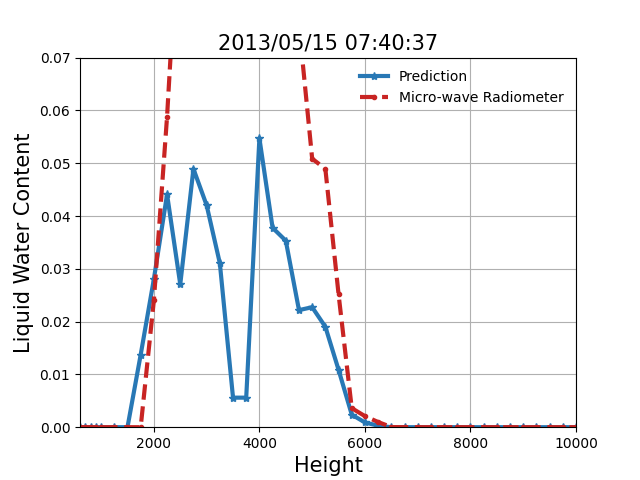 2013/05/15 07:40:37
Prediction
Micro-wave Radiometer
Liquid Water Content
0.07
0.06
0.05
0.04
0.03
0.02
0.01
0.00
2000 4000 6000 8000 10000
Height